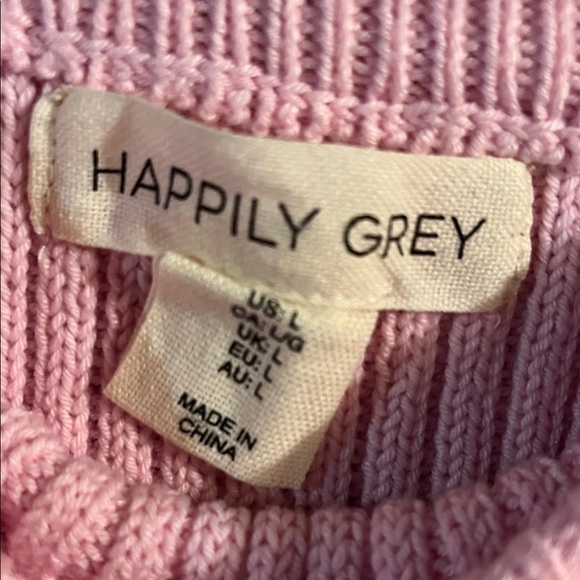 HAPPILY GREY
US: L
CA: L/G
UK: L
EU: L
AU: L
MADE IN
CHINA